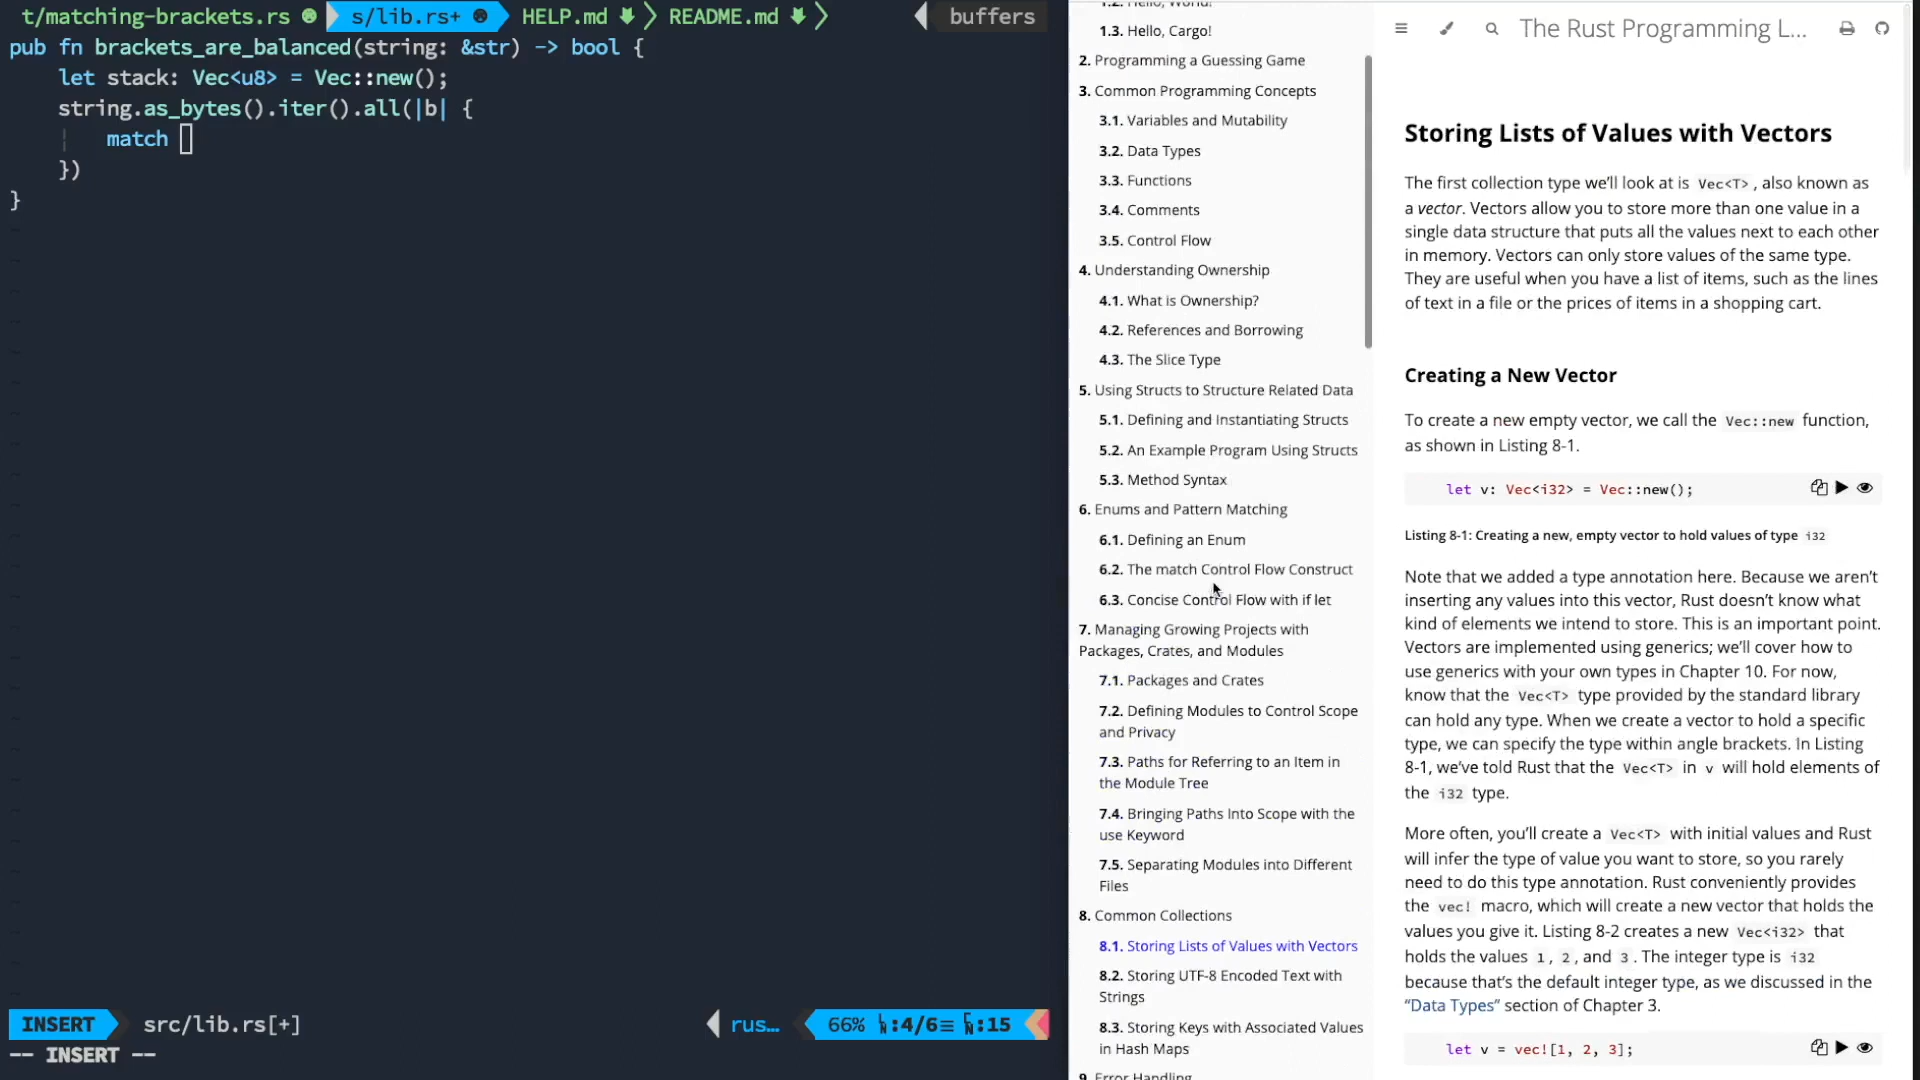 t/matching-brackets.rs s/lib.rs+ HELP.md README.md buffers
pub fn brackets_are_balanced(string: &str) -> bool {
let stack: Vec<u8> = Vec::new();
string.as_bytes().iter().all(|b| {
match
})
}
INSERT src/lib.rs[+] rus… 66% :4/6 :15
-- INSERT --
1.2. Hello, World!
1.3. Hello, Cargo!
2. Programming a Guessing Game
3. Common Programming Concepts
3.1. Variables and Mutability
3.2. Data Types
3.3. Functions
3.4. Comments
3.5. Control Flow
4. Understanding Ownership
4.1. What is Ownership?
4.2. References and Borrowing
4.3. The Slice Type
5. Using Structs to Structure Related Data
5.1. Defining and Instantiating Structs
5.2. An Example Program Using Structs
5.3. Method Syntax
6. Enums and Pattern Matching
6.1. Defining an Enum
6.2. The match Control Flow Construct
6.3. Concise Control Flow with if let
7. Managing Growing Projects with
Packages, Crates, and Modules
7.1. Packages and Crates
7.2. Defining Modules to Control Scope
and Privacy
7.3. Paths for Referring to an Item in
the Module Tree
7.4. Bringing Paths Into Scope with the
use Keyword
7.5. Separating Modules into Different
Files
8. Common Collections
8.1. Storing Lists of Values with Vectors
8.2. Storing UTF-8 Encoded Text with
Strings
8.3. Storing Keys with Associated Values
in Hash Maps
9. Error Handling
The Rust Programming L...
Storing Lists of Values with Vectors
The first collection type we’ll look at is Vec<T>, also known as
a vector. Vectors allow you to store more than one value in a
single data structure that puts all the values next to each other
in memory. Vectors can only store values of the same type.
They are useful when you have a list of items, such as the lines
of text in a file or the prices of items in a shopping cart.
Creating a New Vector
To create a new empty vector, we call the Vec::new function,
as shown in Listing 8-1.
let v: Vec<i32> = Vec::new();
Listing 8-1: Creating a new, empty vector to hold values of type i32
Note that we added a type annotation here. Because we aren’t
inserting any values into this vector, Rust doesn’t know what
kind of elements we intend to store. This is an important point.
Vectors are implemented using generics; we’ll cover how to
use generics with your own types in Chapter 10. For now,
know that the Vec<T> type provided by the standard library
can hold any type. When we create a vector to hold a specific
type, we can specify the type within angle brackets. In Listing
8-1, we’ve told Rust that the Vec<T> in v will hold elements of
the i32 type.
More often, you’ll create a Vec<T> with initial values and Rust
will infer the type of value you want to store, so you rarely
need to do this type annotation. Rust conveniently provides
the vec! macro, which will create a new vector that holds the
values you give it. Listing 8-2 creates a new Vec<i32> that
holds the values 1, 2, and 3. The integer type is i32
because that’s the default integer type, as we discussed in the
“Data Types” section of Chapter 3.
let v = vec![1, 2, 3];